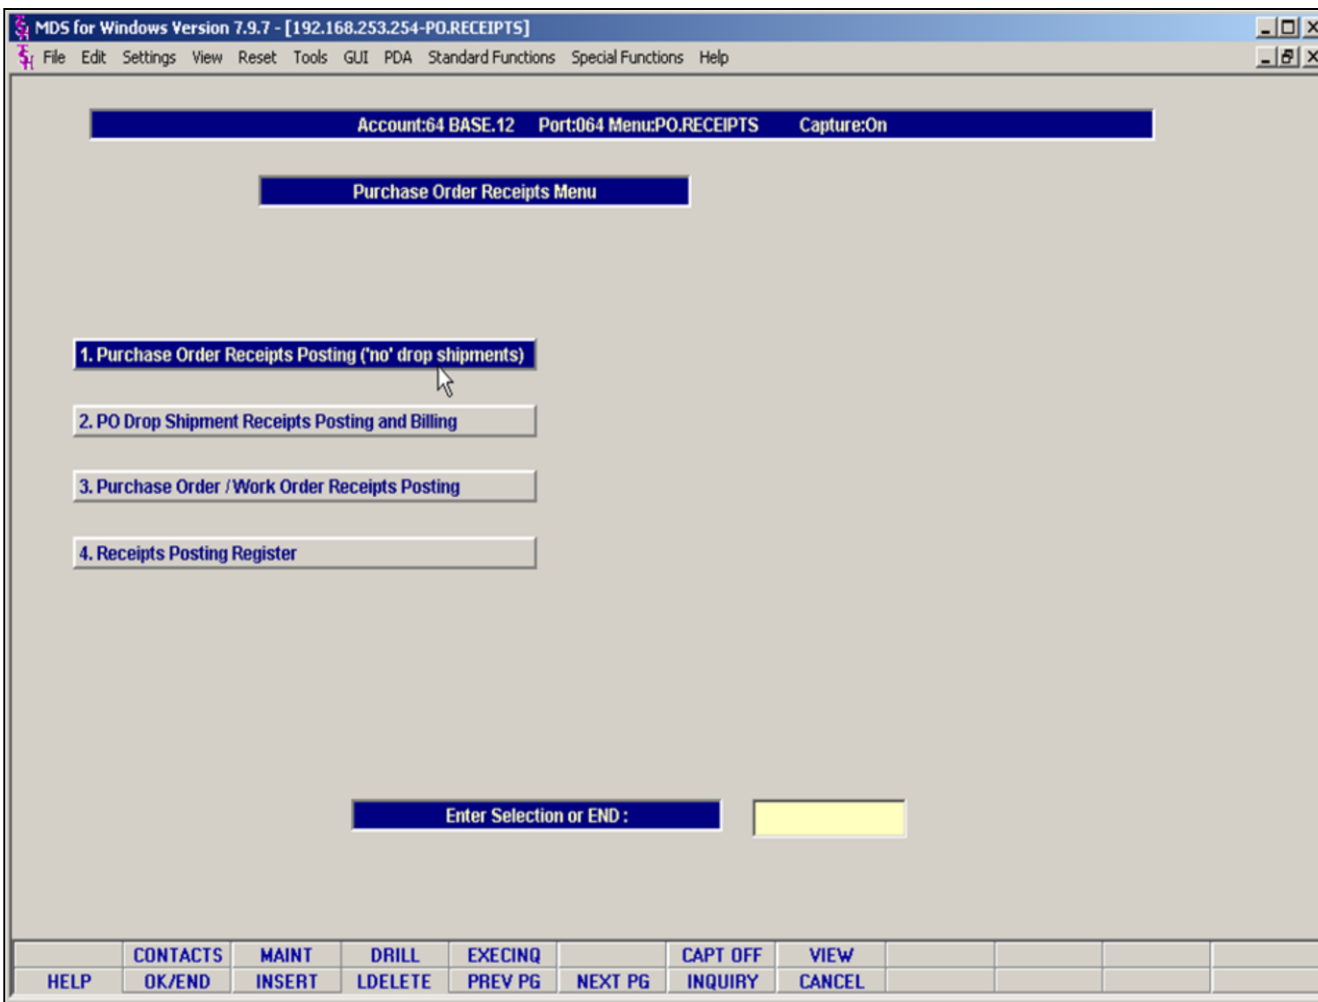 MDS for Windows Version 7.9.7 - [192.168.253.254-PO.RECEIPTS]
File Edit Settings View Reset Tools GUI PDA Standard Functions Special Functions Help
Account:64 BASE.12 Port:064 Menu:PO.RECEIPTS Capture:On
Purchase Order Receipts Menu
1. Purchase Order Receipts Posting ('no' drop shipments)
2. PO Drop Shipment Receipts Posting and Billing
3. Purchase Order / Work Order Receipts Posting
4. Receipts Posting Register
Enter Selection or END :
CONTACTS MAINT DRILL EXECINQ CAPT OFF VIEW
HELP OK/END INSERT LDELETE PREV PG NEXT PG INQUIRY CANCEL